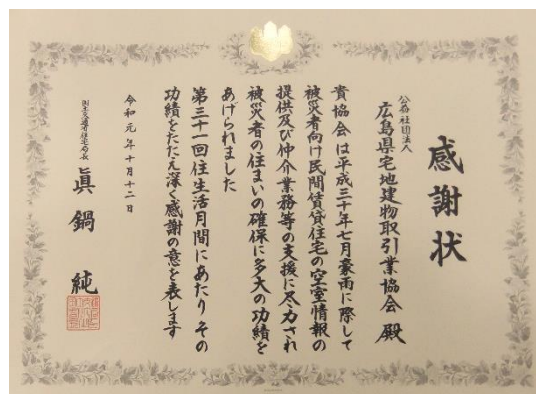 感謝状
公益社団法人
広島県宅地建物取引業協会 殿
貴協会は平成三十年七月豪雨に際して
被災者向け民間賃貸住宅の空室情報の
提供及び仲介業務等の支援に尽力され
被災者の住まいの確保に多大の功績を
あげられました
第三十一回住生活月間にあたり その
功績をたたえ深く感謝の意を表します
令和元年十月十二日
国土交通省住宅局長 眞鍋 純